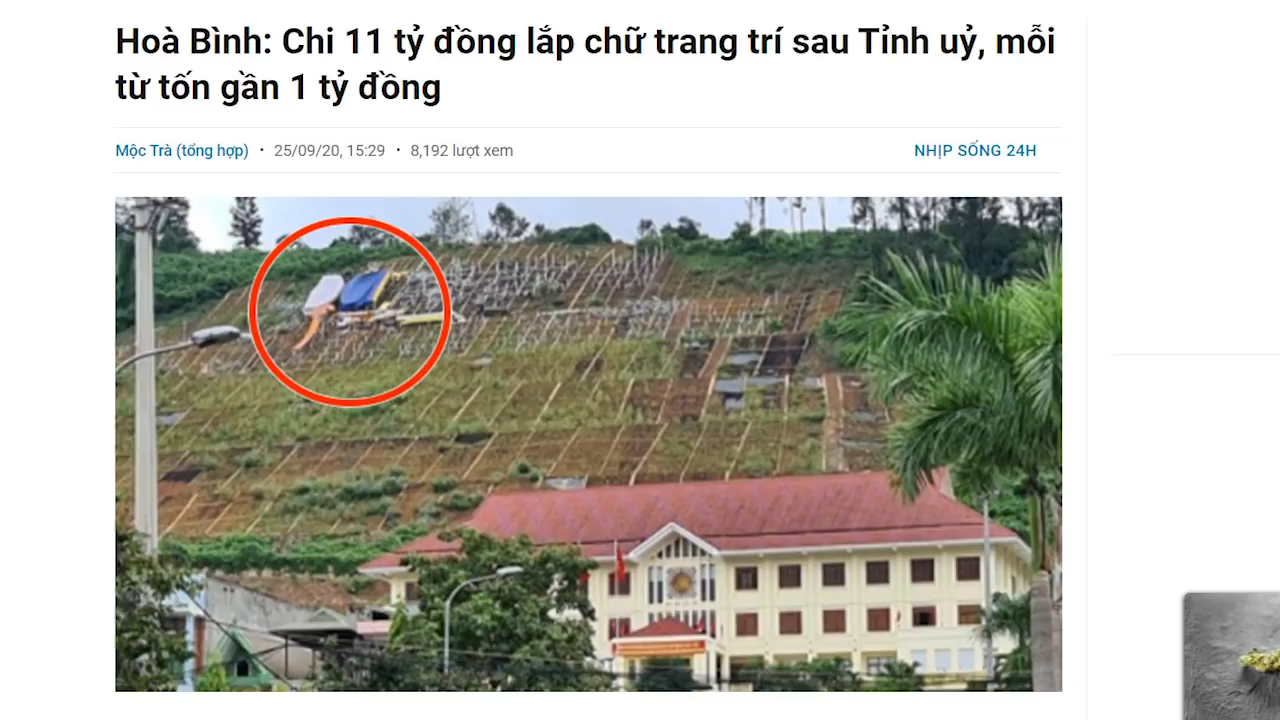 Hoà Bình: Chi 11 tỷ đồng lắp chữ trang trí sau Tỉnh uỷ, mỗi
từ tốn gần 1 tỷ đồng
Mộc Trà (tổng hợp) • 25/09/20, 15:29 • 8,192 lượt xem
NHỊP SỐNG 24H